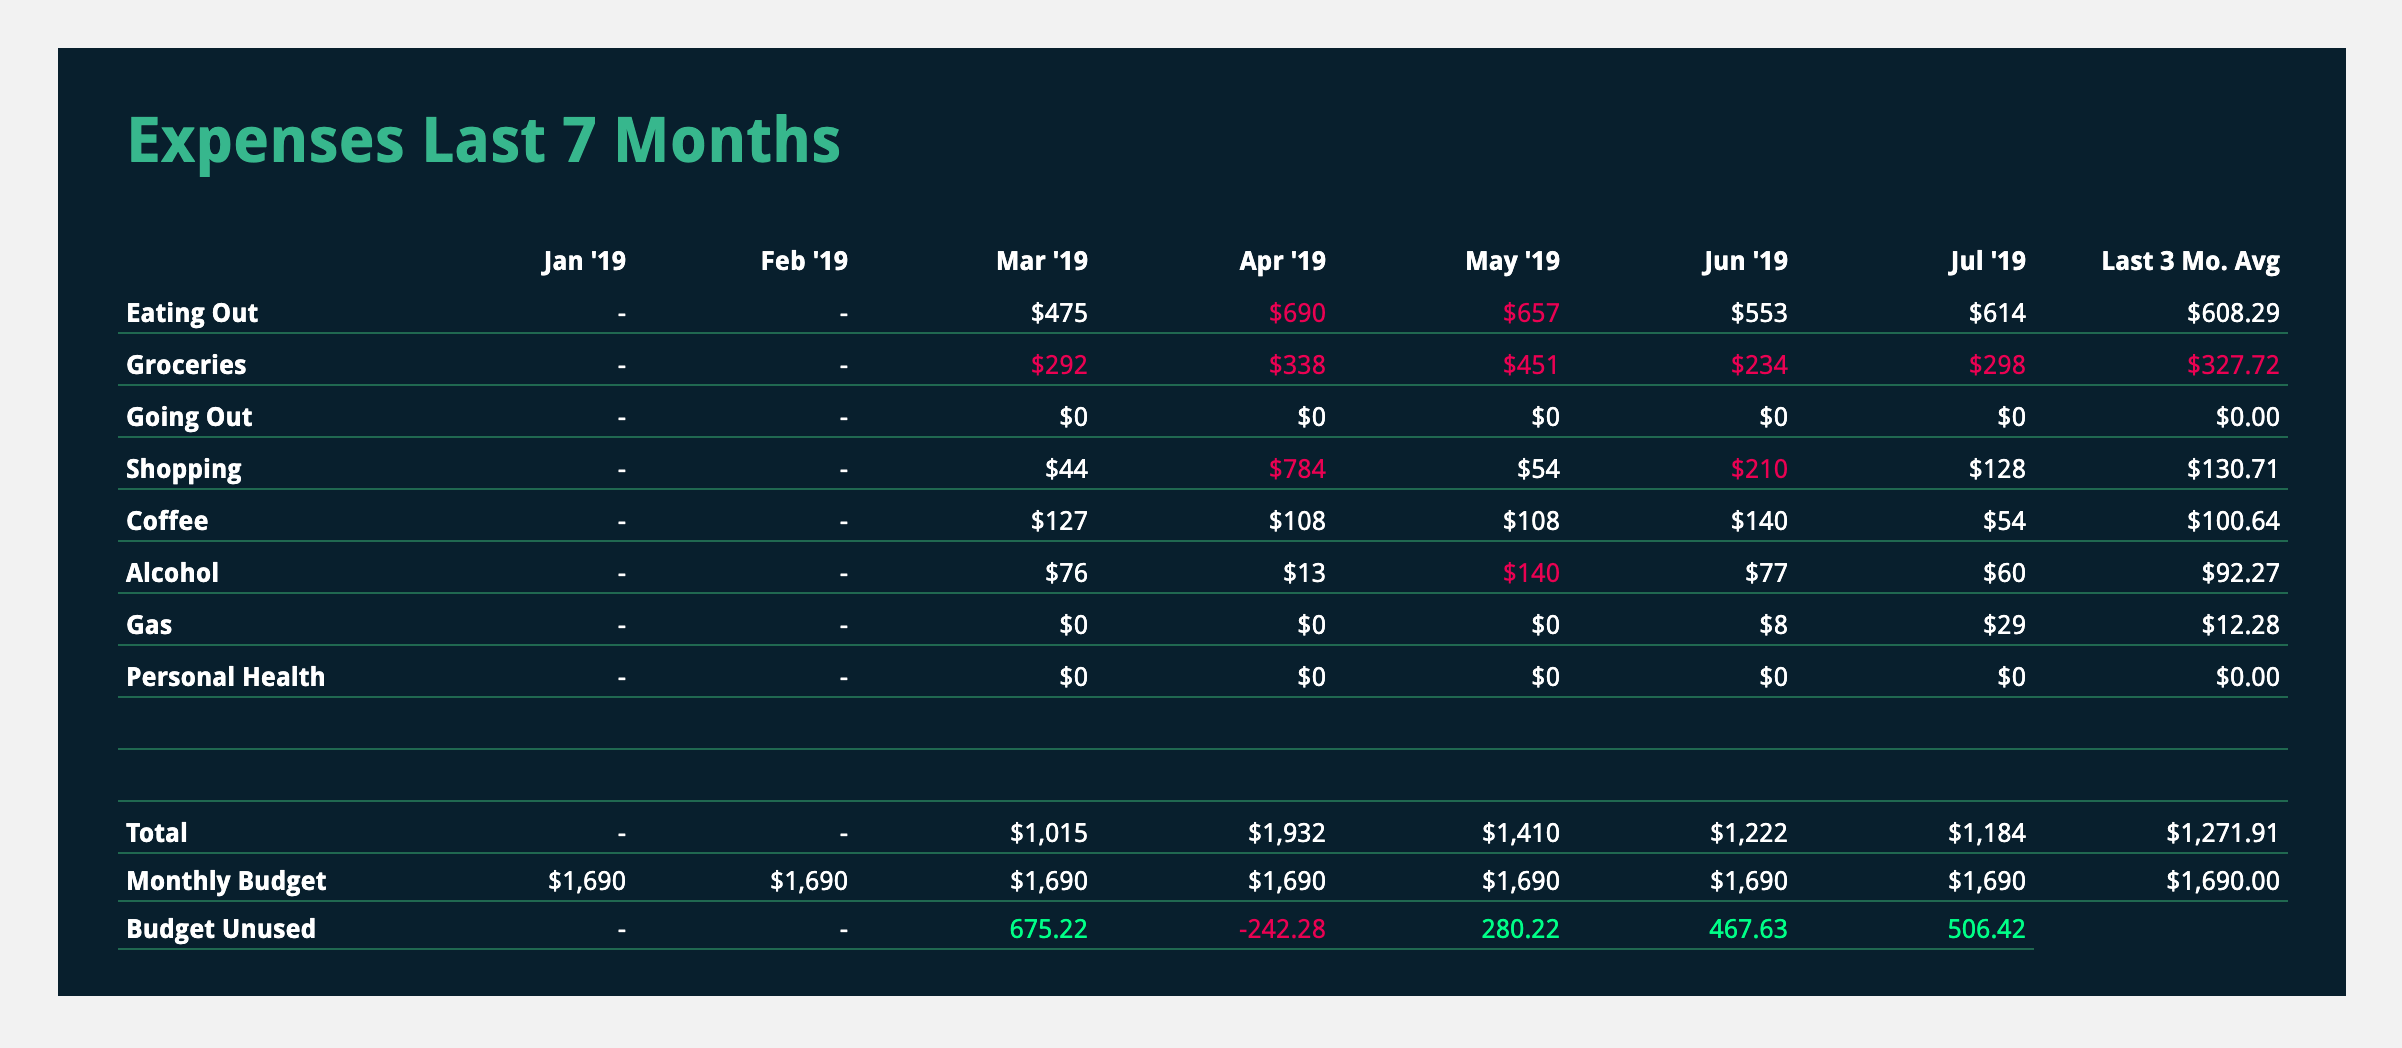 Expenses Last 7 Months
Jan '19 Feb '19 Mar '19 Apr '19 May '19 Jun '19 Jul '19 Last 3 Mo. Avg
Eating Out - - $475 $690 $657 $553 $614 $608.29
Groceries - - $292 $338 $451 $234 $298 $327.72
Going Out - - $0 $0 $0 $0 $0 $0.00
Shopping - - $44 $784 $54 $210 $128 $130.71
Coffee - - $127 $108 $108 $140 $54 $100.64
Alcohol - - $76 $13 $140 $77 $60 $92.27
Gas - - $0 $0 $0 $8 $29 $12.28
Personal Health - - $0 $0 $0 $0 $0 $0.00
Total - - $1,015 $1,932 $1,410 $1,222 $1,184 $1,271.91
Monthly Budget $1,690 $1,690 $1,690 $1,690 $1,690 $1,690 $1,690 $1,690.00
Budget Unused - - 675.22 -242.28 280.22 467.63 506.42